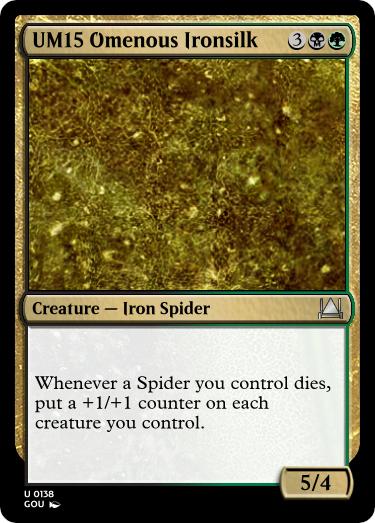 UM15 Omenous Ironsilk 3
Creature — Iron Spider
Whenever a Spider you control dies,
put a +1/+1 counter on each
creature you control.
5/4
U 0138
GOU